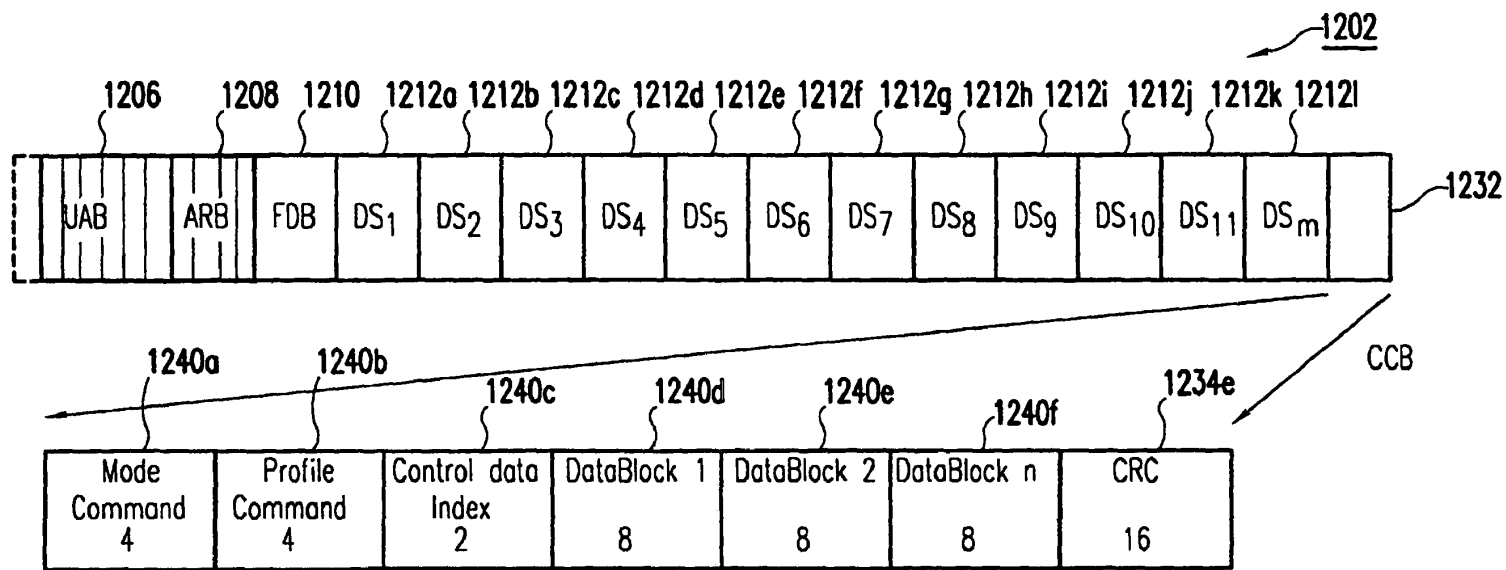 1202
1206 1208 1210 1212a 1212b 1212c 1212d 1212e 1212f 1212g 1212h 1212i 1212j 1212k 1212l
UAB ARB FDB DS1 DS2 DS3 DS4 DS5 DS6 DS7 DS8 DS9 DS10 DS11 DSm
1232
CCB
1240a 1240b 1240c 1240d 1240e 1240f 1234e
Mode Command 4
Profile Command 4
Control data Index 2
DataBlock 1 8
DataBlock 2 8
DataBlock n 8
CRC 16